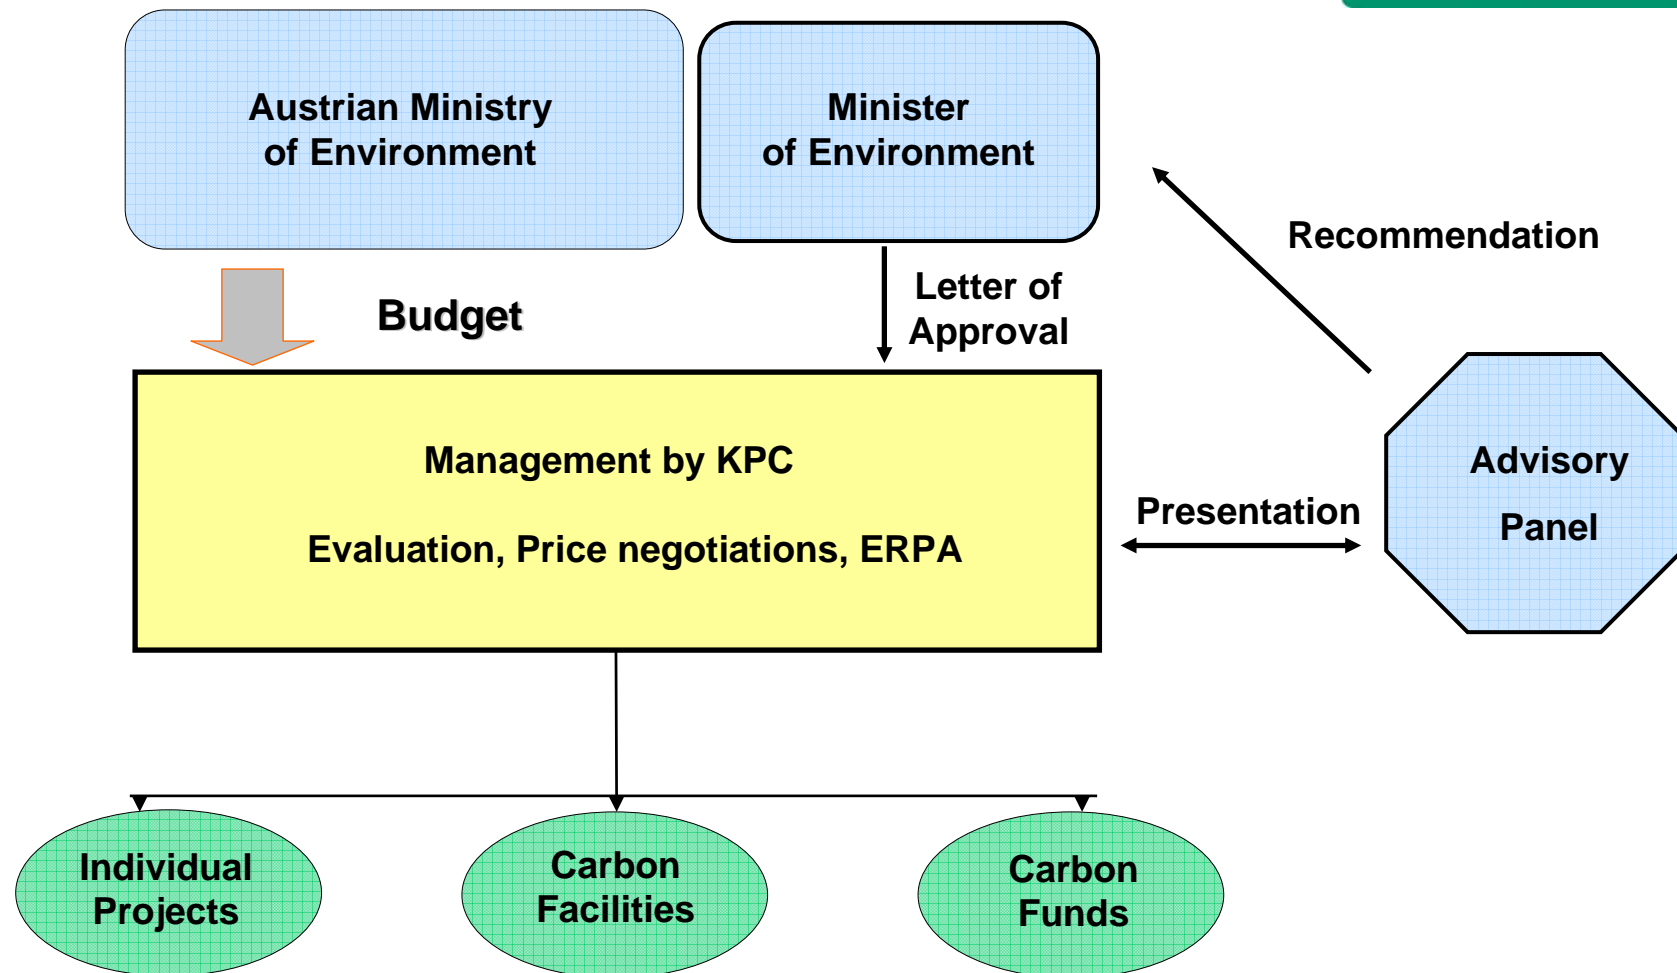 Austrian Ministry
of Environment
Minister
of Environment
Recommendation
Budget
Letter of
Approval
Management by KPC
Evaluation, Price negotiations, ERPA
Presentation
Advisory
Panel
Individual
Projects
Carbon
Facilities
Carbon
Funds